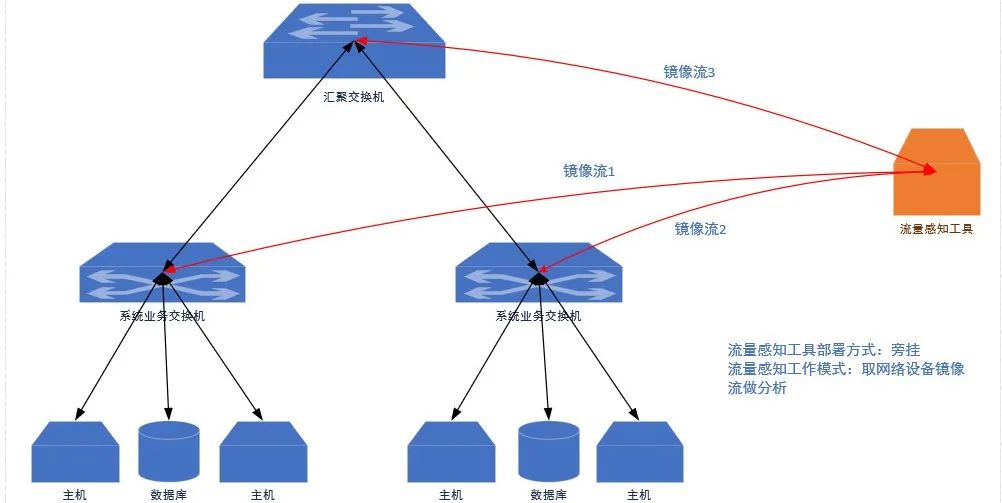 汇聚交换机
镜像流3
镜像流1
镜像流2
流量感知工具
系统业务交换机
系统业务交换机
流量感知工具部署方式：旁挂
流量感知工作模式：取网络设备镜像
流做分析
主机
数据库
主机
主机
数据库
主机